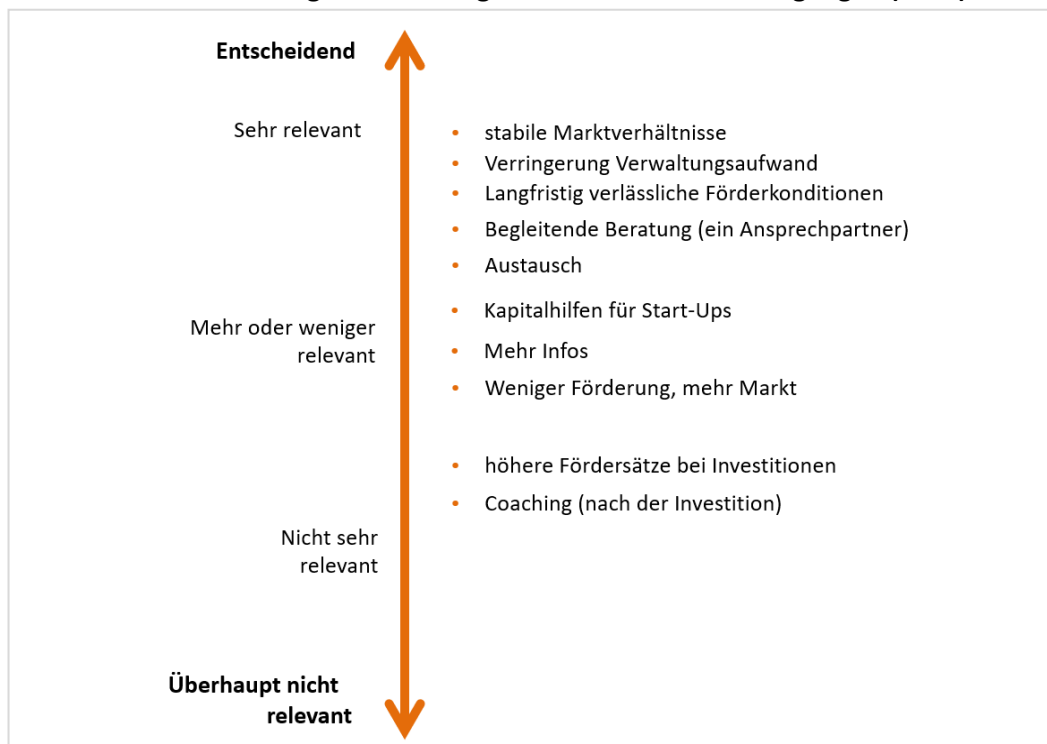 Entscheidend
Sehr relevant
• stabile Marktverhältnisse
• Verringerung Verwaltungsaufwand
• Langfristig verlässliche Förderkonditionen
• Begleitende Beratung (ein Ansprechpartner)
• Austausch
• Kapitalhilfen für Start-Ups
Mehr oder weniger
relevant
• Mehr Infos
• Weniger Förderung, mehr Markt
• höhere Fördersätze bei Investitionen
• Coaching (nach der Investition)
Nicht sehr
relevant
Überhaupt nicht
relevant